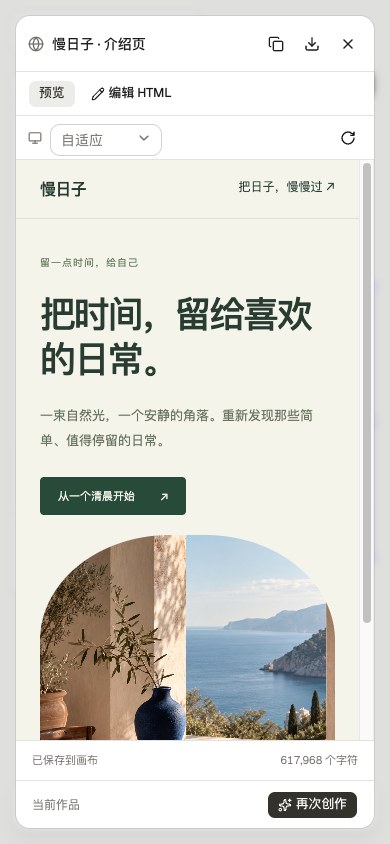 慢日子 · 介绍页
预览
编辑 HTML
自适应
慢日子
把日子，慢慢过 ↗
留一点时间，给自己
把时间，留给喜欢
的日常。
一束自然光，一个安静的角落。重新发现那些简
单、值得停留的日常。
从一个清晨开始 ↗
已保存到画布
617,968 个字符
当前作品
再次创作